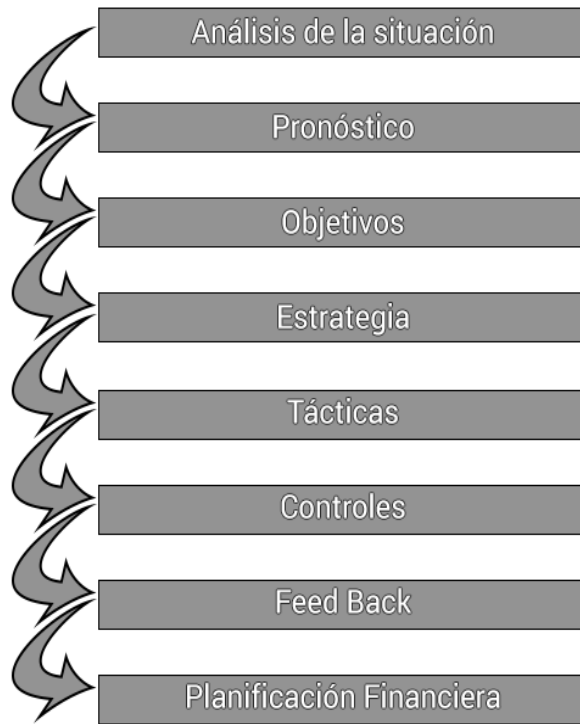 Análisis de la situación
Pronóstico
Objetivos
Estrategia
Tácticas
Controles
Feed Back
Planificación Financiera